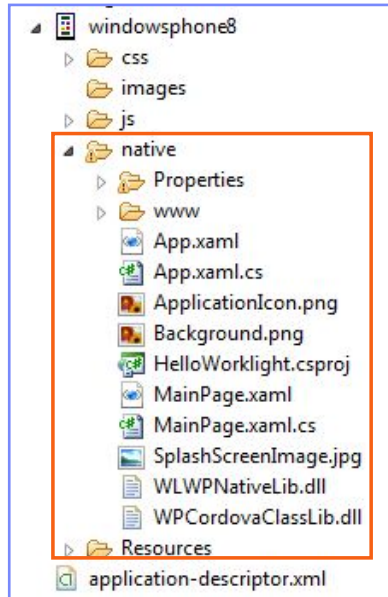 windowsphone8
css
images
js
native
Properties
www
App.xaml
App.xaml.cs
ApplicationIcon.png
Background.png
HelloWorklight.csproj
MainPage.xaml
MainPage.xaml.cs
SplashScreenImage.jpg
WLWPNativeLib.dll
WPCordovaClassLib.dll
Resources
application-descriptor.xml